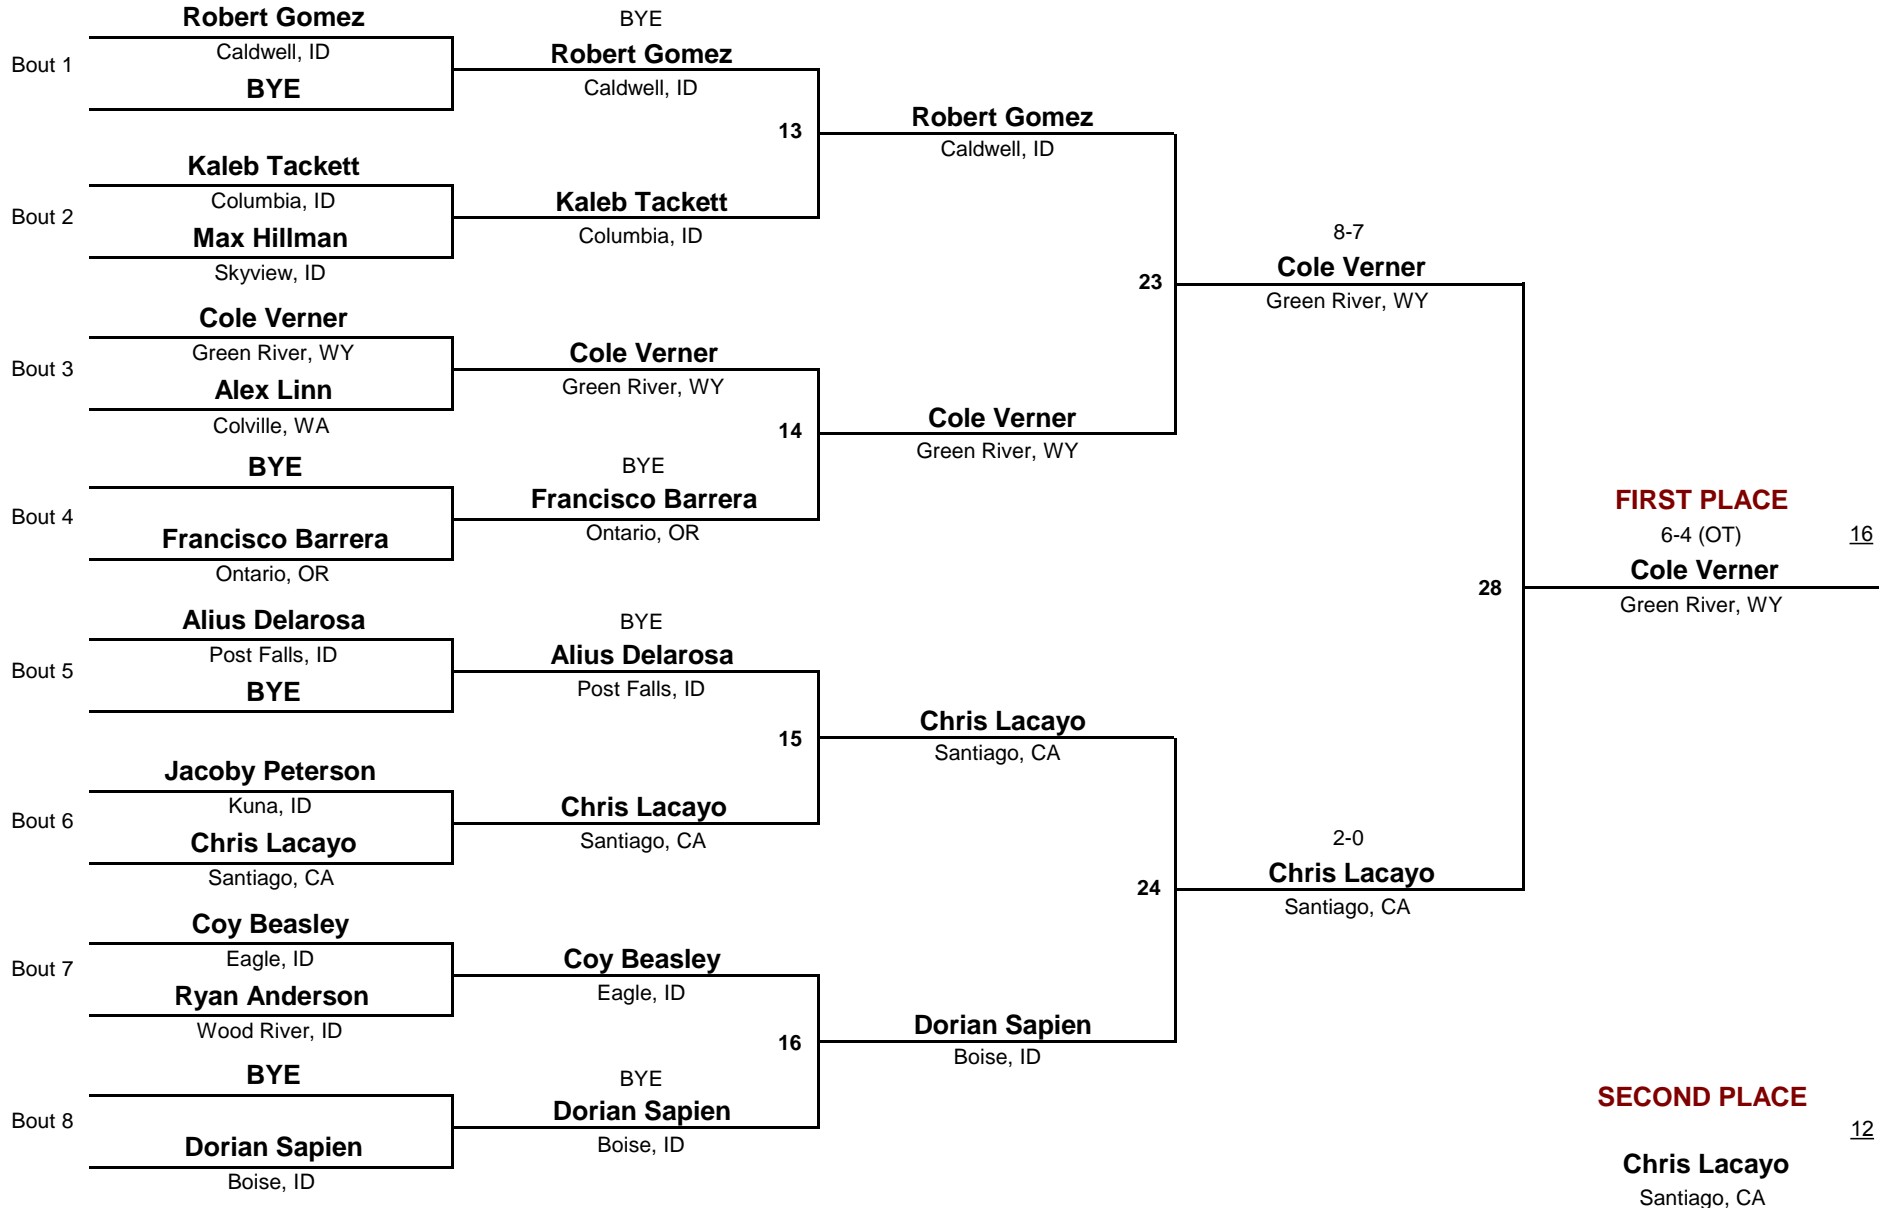 Robert Gomez
Bout 1
Caldwell, ID
BYE
Kaleb Tackett
Bout 2
Columbia, ID
Max Hillman
Skyview, ID
Cole Verner
Bout 3
Green River, WY
Alex Linn
Colville, WA
BYE
Bout 4
Francisco Barrera
Ontario, OR
Alius Delarosa
Bout 5
Post Falls, ID
BYE
Jacoby Peterson
Bout 6
Kuna, ID
Chris Lacayo
Santiago, CA
Coy Beasley
Bout 7
Eagle, ID
Ryan Anderson
Wood River, ID
BYE
Bout 8
Dorian Sapien
Boise, ID
BYE
Robert Gomez
Caldwell, ID
13
Kaleb Tackett
Columbia, ID
Cole Verner
Green River, WY
14
BYE
Francisco Barrera
Ontario, OR
BYE
Alius Delarosa
Post Falls, ID
15
Chris Lacayo
Santiago, CA
Coy Beasley
Eagle, ID
16
BYE
Dorian Sapien
Boise, ID
Robert Gomez
Caldwell, ID
23
Cole Verner
Green River, WY
Chris Lacayo
Santiago, CA
24
Dorian Sapien
Boise, ID
8-7
Cole Verner
Green River, WY
28
2-0
Chris Lacayo
Santiago, CA
FIRST PLACE
6-4 (OT)
16
Cole Verner
Green River, WY
SECOND PLACE
12
Chris Lacayo
Santiago, CA